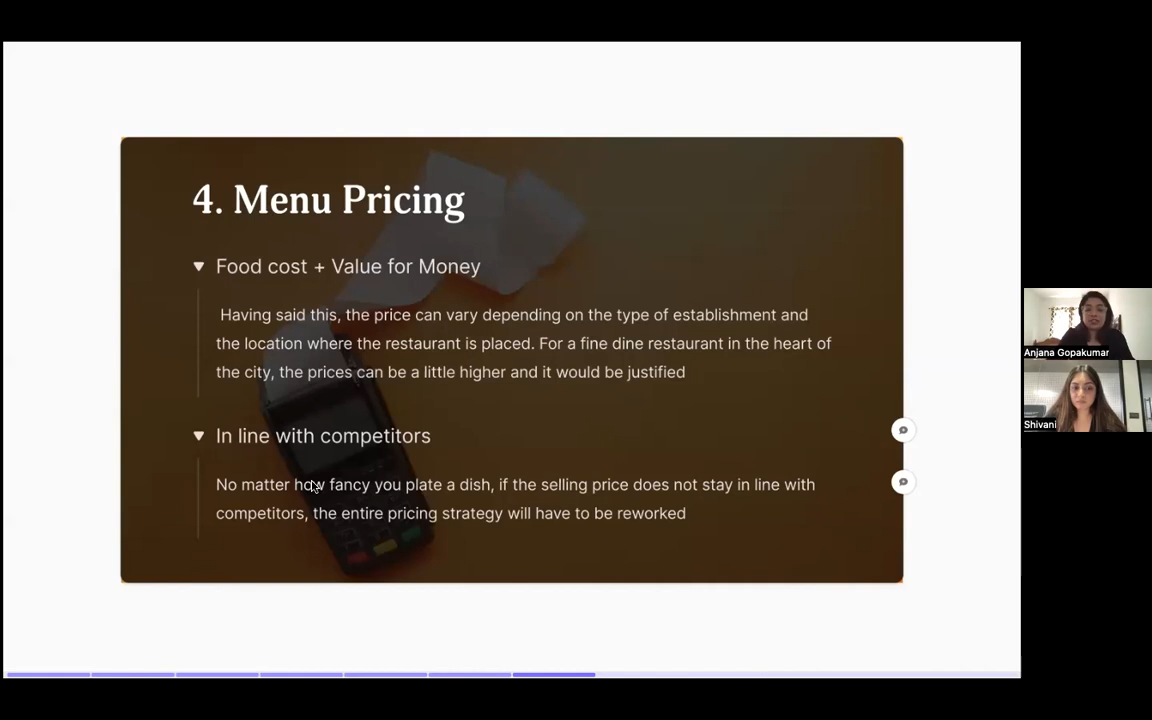 4. Menu Pricing
Food cost + Value for Money
Having said this, the price can vary depending on the type of establishment and
the location where the restaurant is placed. For a fine dine restaurant in the heart of
the city, the prices can be a little higher and it would be justified
In line with competitors
No matter how fancy you plate a dish, if the selling price does not stay in line with
competitors, the entire pricing strategy will have to be reworked
Anjana Gopakumar
Shivani